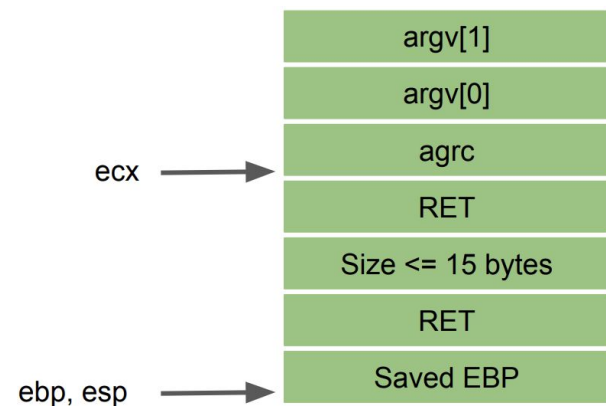 argv[1]
argv[0]
agrc
ecx
RET
Size <= 15 bytes
RET
Saved EBP
ebp, esp